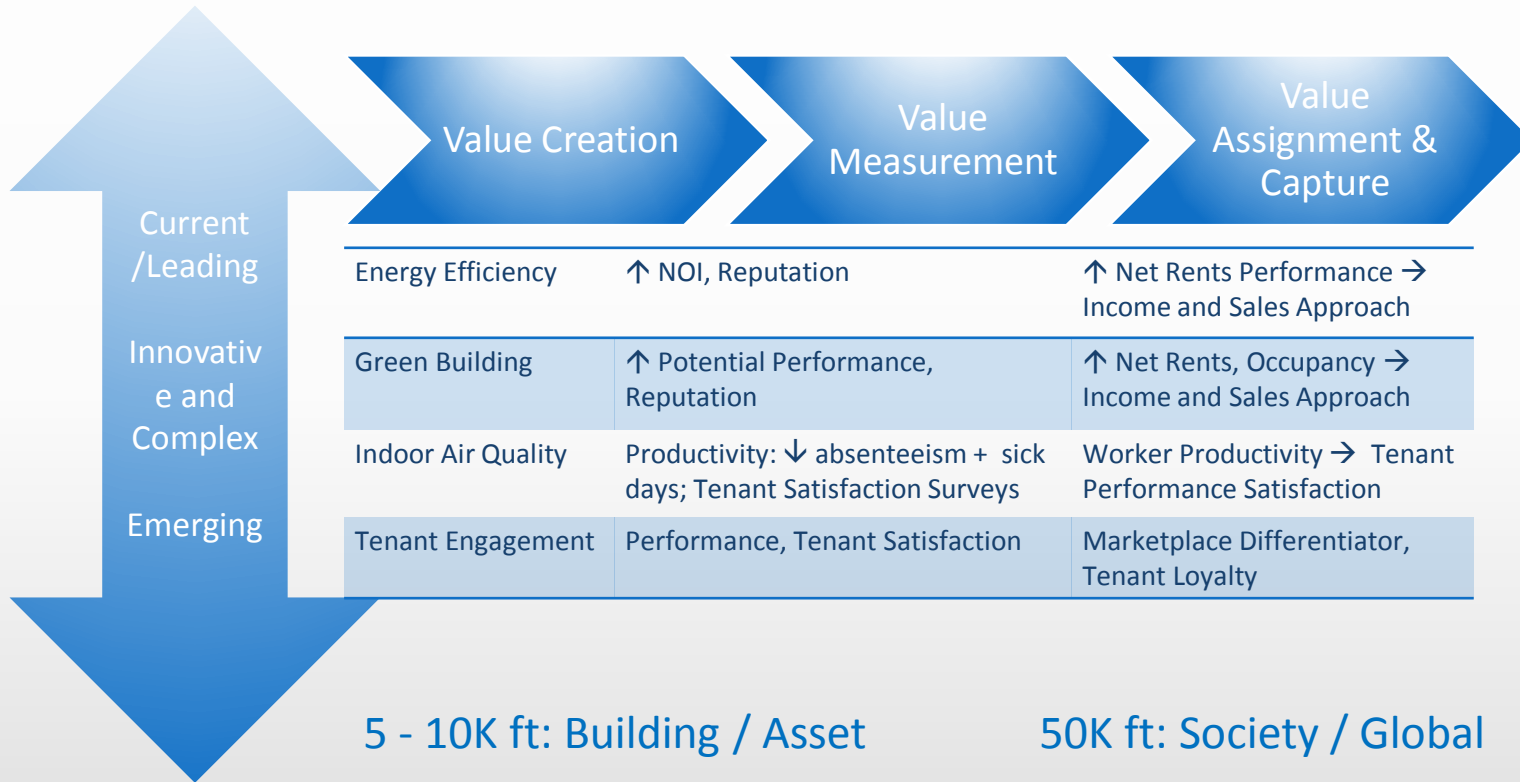 Value Creation
Value
Measurement
Value
Assignment &
Capture
Current
/Leading
Innovativ
e and
Complex
Emerging
Energy Efficiency
↑ NOI, Reputation
↑ Net Rents Performance →
Income and Sales Approach
Green Building
↑ Potential Performance,
Reputation
↑ Net Rents, Occupancy →
Income and Sales Approach
Indoor Air Quality
Productivity: ↓ absenteeism + sick
days; Tenant Satisfaction Surveys
Worker Productivity → Tenant
Performance Satisfaction
Tenant Engagement
Performance, Tenant Satisfaction
Marketplace Differentiator,
Tenant Loyalty
5 - 10K ft: Building / Asset
50K ft: Society / Global